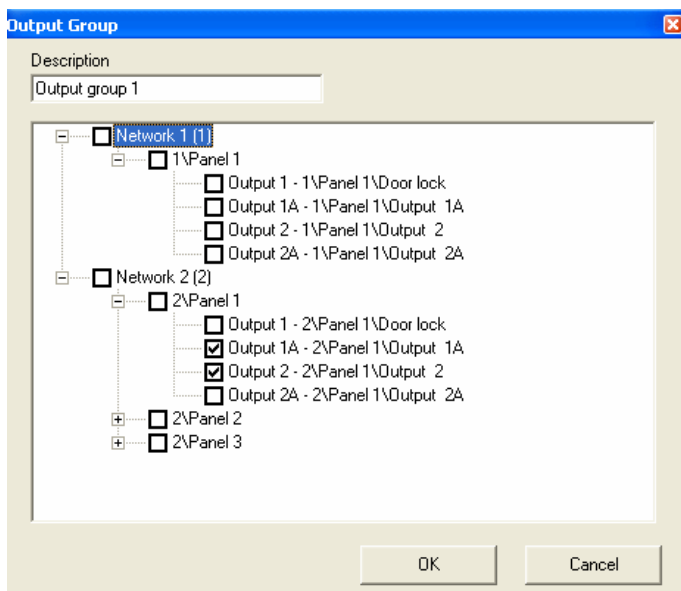 Output Group
Description
Output group 1
Network 1 (1)
1\Panel 1
Output 1 - 1\Panel 1\Door lock
Output 1A - 1\Panel 1\Output  1A
Output 2 - 1\Panel 1\Output  2
Output 2A - 1\Panel 1\Output  2A
Network 2 (2)
2\Panel 1
Output 1 - 2\Panel 1\Door lock
Output 1A - 2\Panel 1\Output  1A
Output 2 - 2\Panel 1\Output  2
Output 2A - 2\Panel 1\Output  2A
2\Panel 2
2\Panel 3
OK Cancel